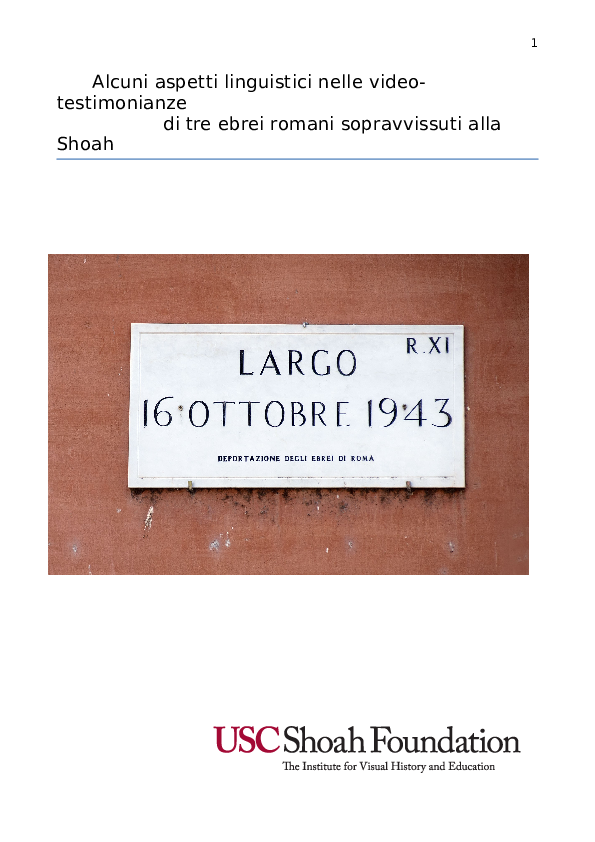 1
Alcuni aspetti linguistici nelle video-
testimonianze
di tre ebrei romani sopravvissuti alla
Shoah
R.XI
LARGO
16 OTTOBRE 1943
DEPORTAZIONE DEGLI EBREI DI ROMA
USC Shoah Foundation
The Institute for Visual History and Education